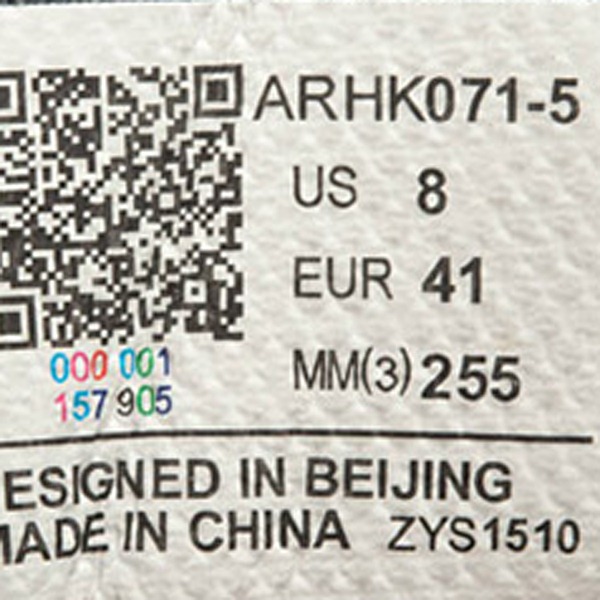 ARHK071-5
US 8
EUR 41
MM(3) 255
000 001
157 905
ESIGNED IN BEIJING
MADE IN CHINA ZYS1510